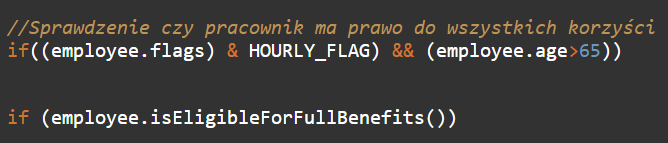 //Sprawdzenie czy pracownik ma prawo do wszystkich korzyści
if((employee.flags) & HOURLY_FLAG) && (employee.age>65))
if (employee.isEligibleForFullBenefits())